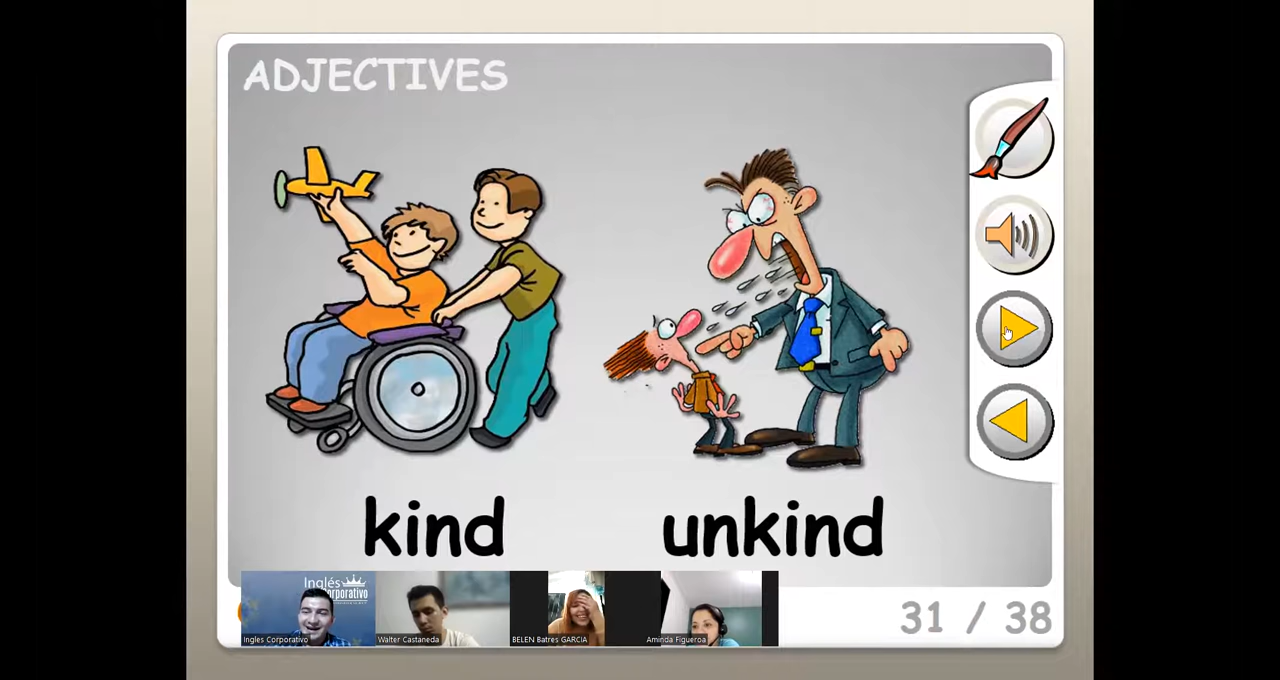 ADJECTIVES
kind
unkind
Inglés
Corporativo
Ingles Corporativo
Walter Castaneda
BELEN Batres GARCIA
Aminda Figueroa
31 / 38